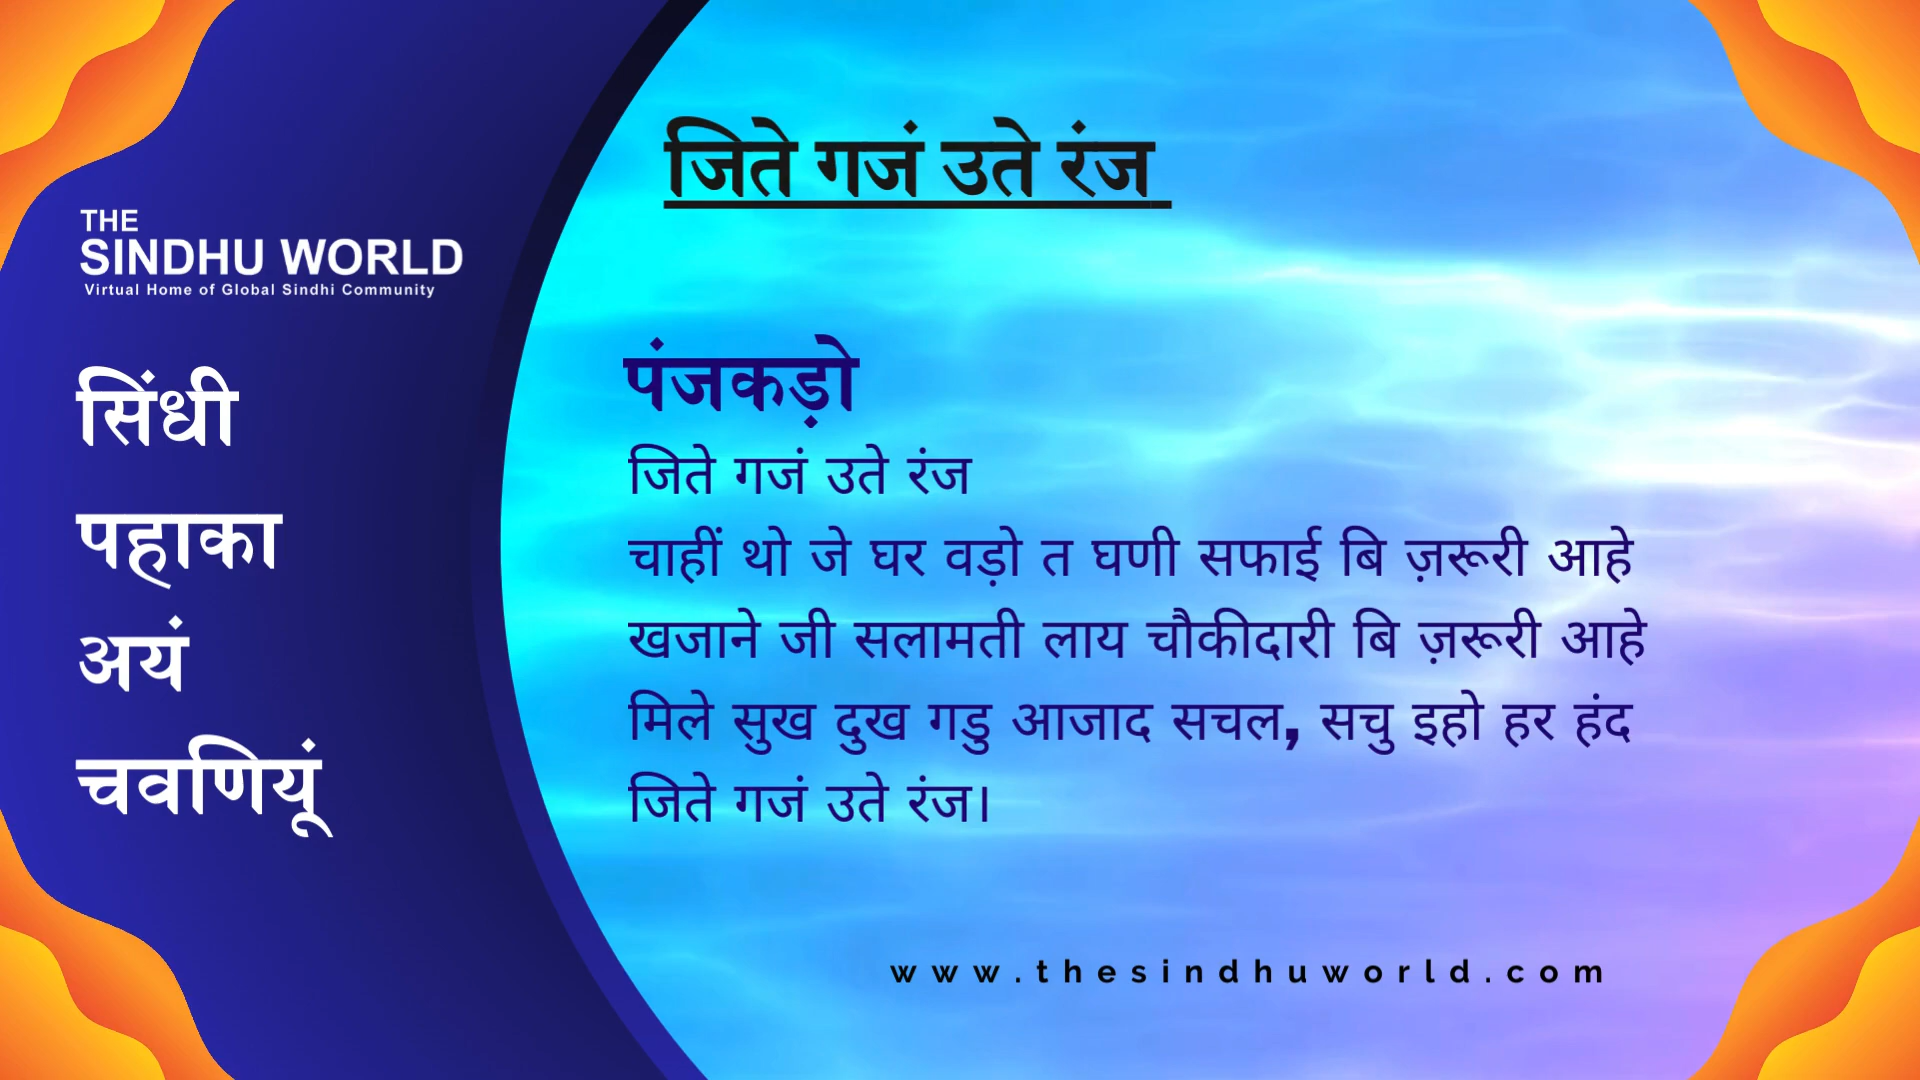 THE
SINDHU WORLD
Virtual Home of Global Sindhi Community
सिंधी
पहाका
अयं
चवणियूं
जिते गजं उते रंज
पंजकड़ो
जिते गजं उते रंज
चाहीं थो जे घर वड़ो त घणी सफाई बि ज़रूरी आहे
खजाने जी सलामती लाय चौकीदारी बि ज़रूरी आहे
मिले सुख दुख गडु आजाद सचल, सचु इहो हर हंद
जिते गजं उते रंज।
www.thesindhuworld.com